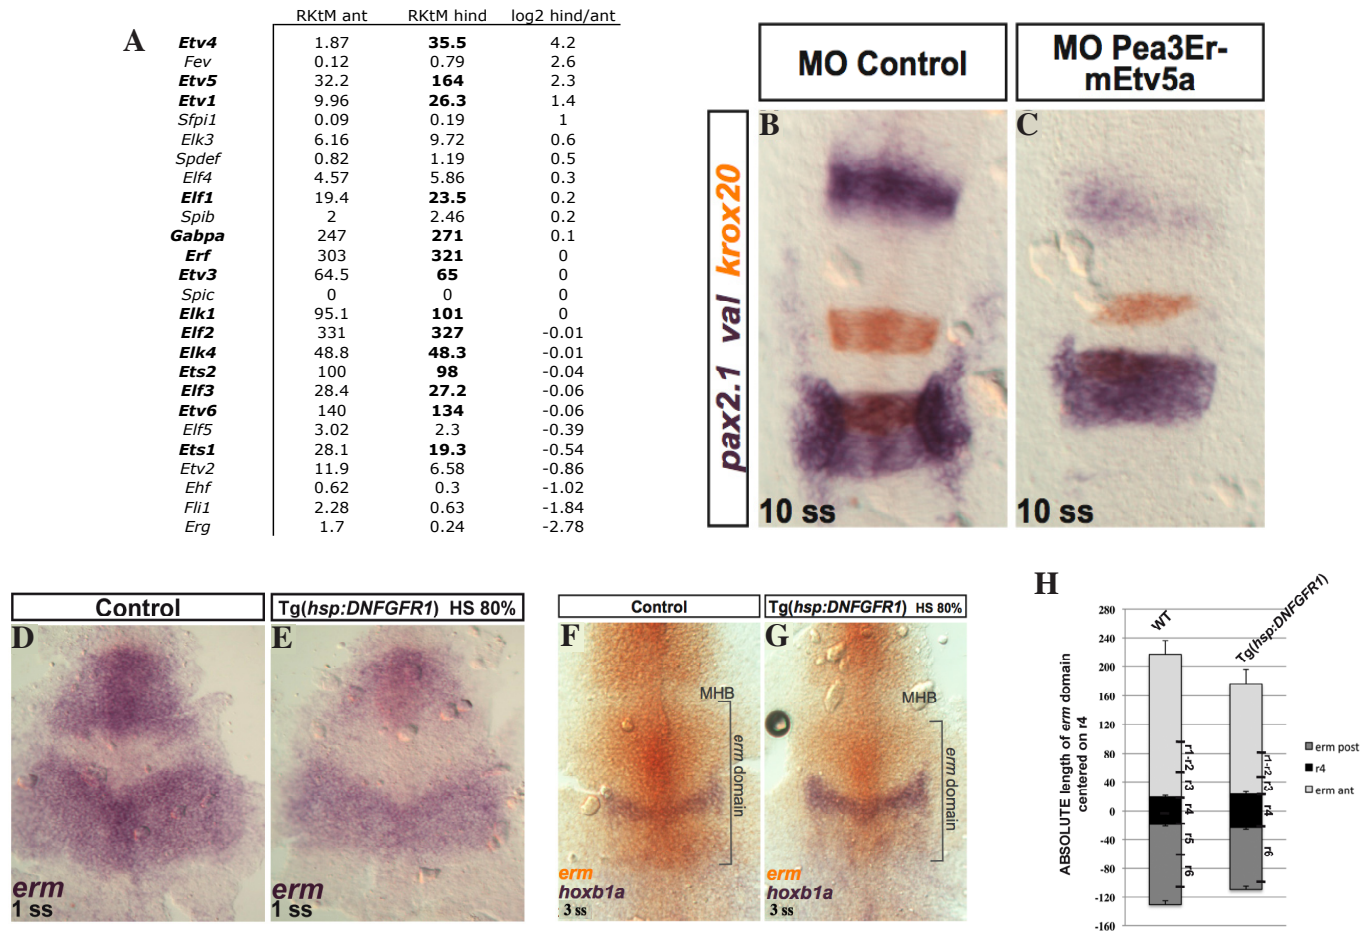 A
RKtM ant RKtM hind log2 hind/ant
Etv4 1.87 35.5 4.2
Fev 0.12 0.79 2.6
Etv5 32.2 164 2.3
Etv1 9.96 26.3 1.4
Sfpi1 0.09 0.19 1
Elk3 6.16 9.72 0.6
Spdef 0.82 1.19 0.5
Elf4 4.57 5.86 0.3
Elf1 19.4 23.5 0.2
Spib 2 2.46 0.2
Gabpa 247 271 0.1
Erf 303 321 0
Etv3 64.5 65 0
Spic 0 0 0
Elk1 95.1 101 0
Elf2 331 327 -0.01
Elk4 48.8 48.3 -0.01
Ets2 100 98 -0.04
Elf3 28.4 27.2 -0.06
Etv6 140 134 -0.06
Elf5 3.02 2.3 -0.39
Ets1 28.1 19.3 -0.54
Etv2 11.9 6.58 -0.86
Ehf 0.62 0.3 -1.02
Fli1 2.28 0.63 -1.84
Erg 1.7 0.24 -2.78
MO Control
MO Pea3Er-
mEtv5a
pax2.1 val krox20
B
10 ss
C
10 ss
Control
D
erm
1 ss
Tg(hsp:DNFGFR1) HS 80%
E
erm
1 ss
Control
F
MHB
erm domain
erm
hoxb1a
3 ss
Tg(hsp:DNFGFR1) HS 80%
G
MHB
erm domain
erm
hoxb1a
3 ss
H
ABSOLUTE length of erm domain
centered on r4
280
240
200
160
120
80
40
0
-40
-80
-120
-160
WT
Tg(hsp:DNFGFR1)
r1-r2
r3
r4
r5
r6
r1-r2
r3
r4
r6
erm post
r4
erm ant